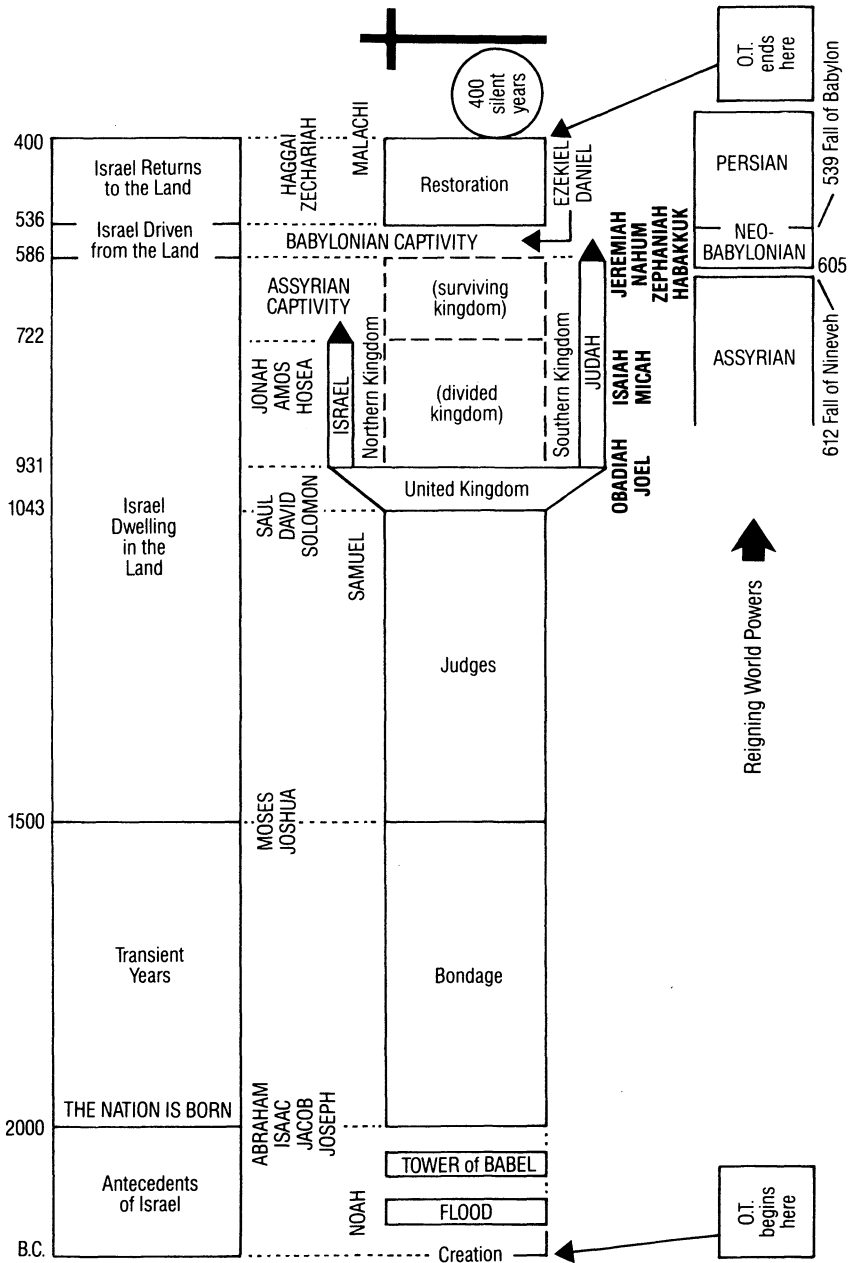 400 silent years
O.T. ends here
400
Israel Returns
to the Land
HAGGAI
ZECHARIAH
MALACHI
Restoration
EZEKIEL
DANIEL
PERSIAN
539 Fall of Babylon
536
Israel Driven
from the Land
BABYLONIAN CAPTIVITY
NEO-
BABYLONIAN
586
605
ASSYRIAN
CAPTIVITY
(surviving
kingdom)
JEREMIAH
NAHUM
ZEPHANIAH
HABAKKUK
722
JONAH
AMOS
HOSEA
ISRAEL
Northern Kingdom
(divided
kingdom)
Southern Kingdom
JUDAH
ISAIAH
MICAH
ASSYRIAN
612 Fall of Nineveh
931
United Kingdom
OBADIAH
JOEL
1043
Israel
Dwelling
in the
Land
SAUL
DAVID
SOLOMON
SAMUEL
Judges
Reigning World Powers
1500
MOSES
JOSHUA
Transient
Years
Bondage
THE NATION IS BORN
2000
ABRAHAM
ISAAC
JACOB
JOSEPH
TOWER of BABEL
Antecedents
of Israel
NOAH
FLOOD
O.T. begins here
B.C.
Creation